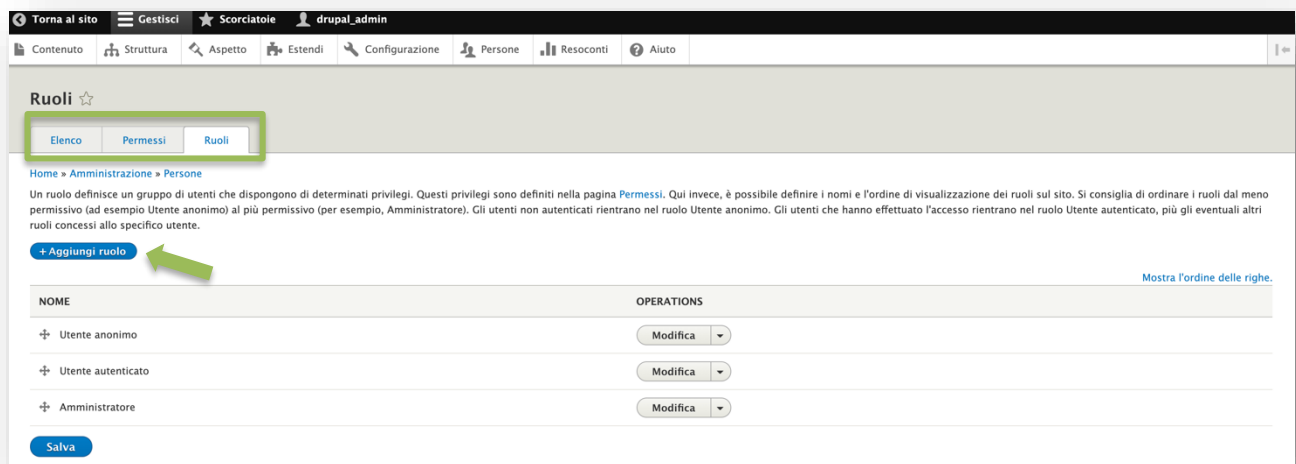 Torna al sito Gestisci Scorciatoie drupal_admin
Contenuto Struttura Aspetto Estendi Configurazione Persone Resoconti Aiuto
Ruoli
Elenco Permessi Ruoli
Home » Amministrazione » Persone
Un ruolo definisce un gruppo di utenti che dispongono di determinati privilegi. Questi privilegi sono definiti nella pagina Permessi. Qui invece, è possibile definire i nomi e l'ordine di visualizzazione dei ruoli sul sito. Si consiglia di ordinare i ruoli dal meno
permissivo (ad esempio Utente anonimo) al più permissivo (per esempio, Amministratore). Gli utenti non autenticati rientrano nel ruolo Utente anonimo. Gli utenti che hanno effettuato l'accesso rientrano nel ruolo Utente autenticato, più gli eventuali altri
ruoli concessi allo specifico utente.
+ Aggiungi ruolo
Mostra l'ordine delle righe.
NOME OPERATIONS
Utente anonimo Modifica
Utente autenticato Modifica
Amministratore Modifica
Salva